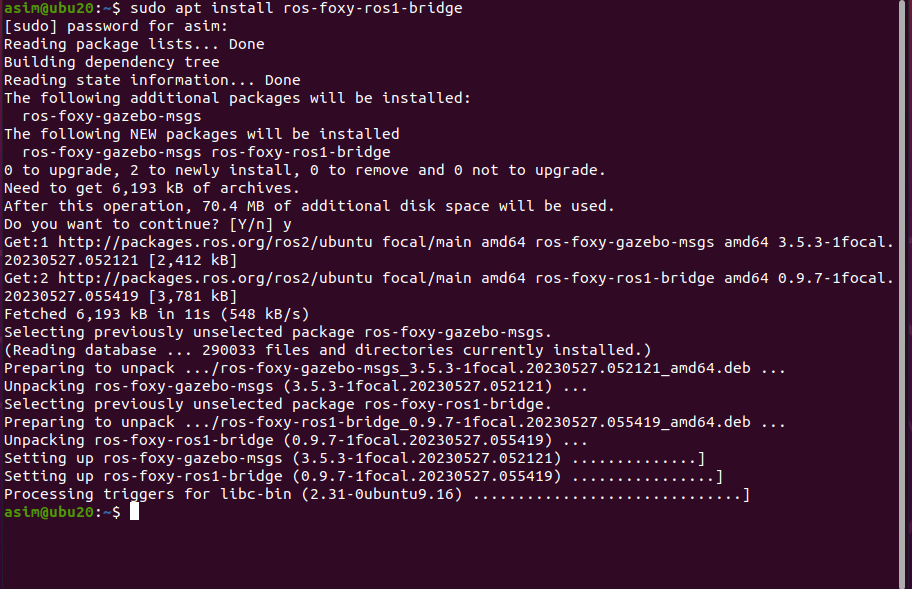 asim@ubu20:~$ sudo apt install ros-foxy-ros1-bridge
[sudo] password for asim:
Reading package lists... Done
Building dependency tree
Reading state information... Done
The following additional packages will be installed:
  ros-foxy-gazebo-msgs
The following NEW packages will be installed
  ros-foxy-gazebo-msgs ros-foxy-ros1-bridge
0 to upgrade, 2 to newly install, 0 to remove and 0 not to upgrade.
Need to get 6,193 kB of archives.
After this operation, 70.4 MB of additional disk space will be used.
Do you want to continue? [Y/n] y
Get:1 http://packages.ros.org/ros2/ubuntu focal/main amd64 ros-foxy-gazebo-msgs amd64 3.5.3-1focal.
20230527.052121 [2,412 kB]
Get:2 http://packages.ros.org/ros2/ubuntu focal/main amd64 ros-foxy-ros1-bridge amd64 0.9.7-1focal.
20230527.055419 [3,781 kB]
Fetched 6,193 kB in 11s (548 kB/s)
Selecting previously unselected package ros-foxy-gazebo-msgs.
(Reading database ... 290033 files and directories currently installed.)
Preparing to unpack .../ros-foxy-gazebo-msgs_3.5.3-1focal.20230527.052121_amd64.deb ...
Unpacking ros-foxy-gazebo-msgs (3.5.3-1focal.20230527.052121) ...
Selecting previously unselected package ros-foxy-ros1-bridge.
Preparing to unpack .../ros-foxy-ros1-bridge_0.9.7-1focal.20230527.055419_amd64.deb ...
Unpacking ros-foxy-ros1-bridge (0.9.7-1focal.20230527.055419) ...
Setting up ros-foxy-gazebo-msgs (3.5.3-1focal.20230527.052121) ..............]
Setting up ros-foxy-ros1-bridge (0.9.7-1focal.20230527.055419) ................]
Processing triggers for libc-bin (2.31-0ubuntu9.16) ..............................]
asim@ubu20:~$